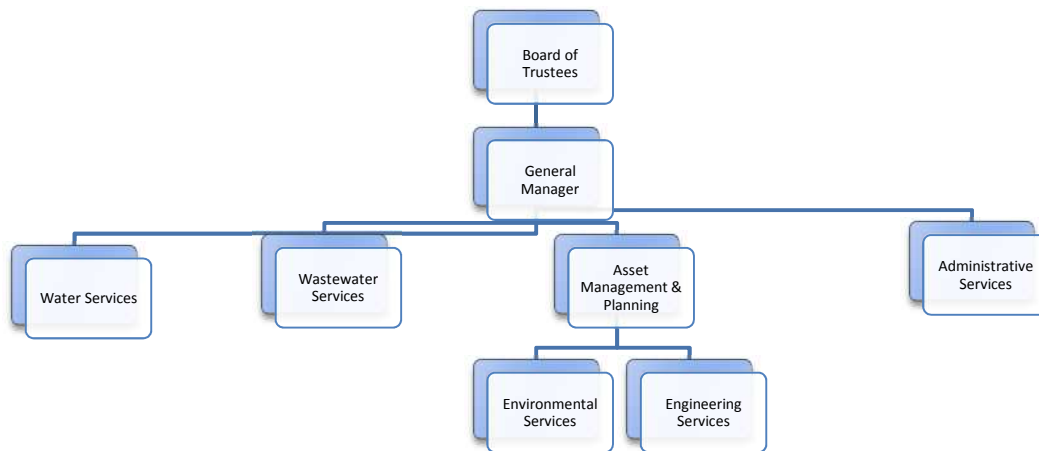 Board of
Trustees
General
Manager
Water Services
Wastewater
Services
Asset
Management &
Planning
Administrative
Services
Environmental
Services
Engineering
Services